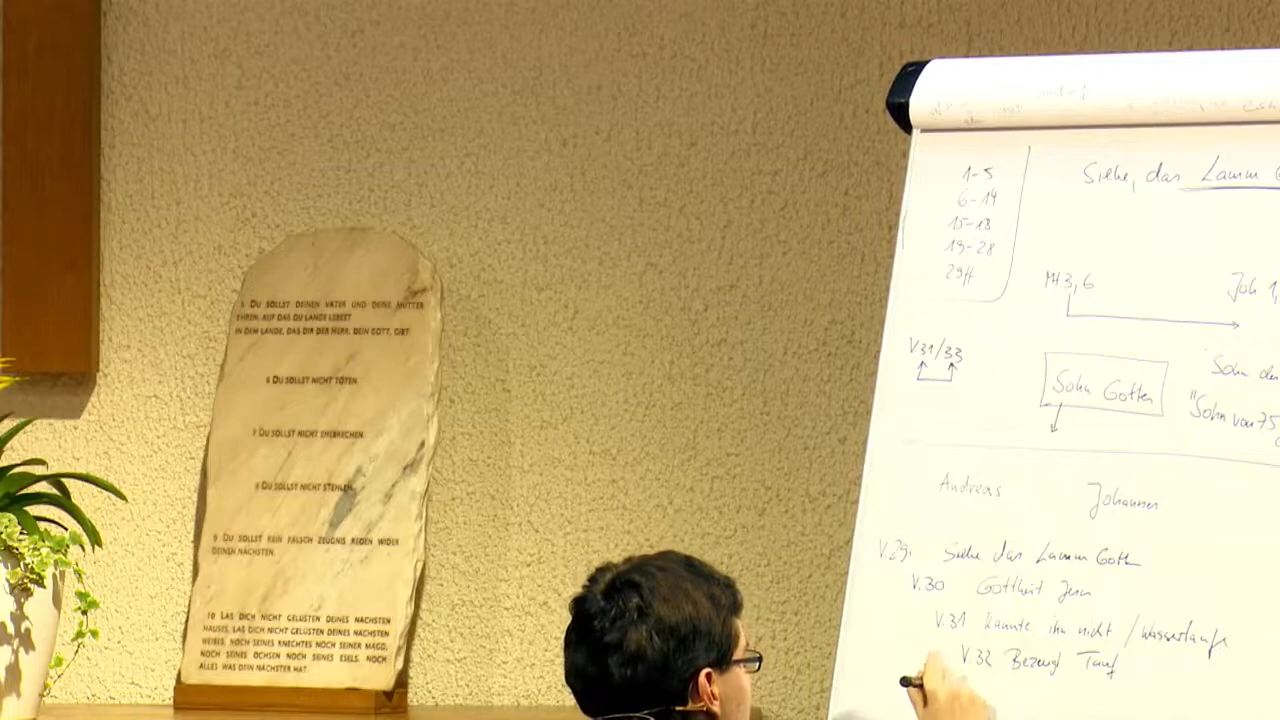 5 DU SOLLST DEINEN VATER UND DEINE MUTTER
EHREN, AUF DAS DU LANGE LEBEST
IN DEM LANDE, DAS DIR DER HERR, DEIN GOTT, GIBT
6 DU SOLLST NICHT TÖTEN.
7 DU SOLLST NICHT EHEBRECHEN.
8 DU SOLLST NICHT STEHLEN.
9 DU SOLLST KEIN FALSCH ZEUGNIS REDEN WIDER
DEINEN NÄCHSTEN.
10 LAS DICH NICHT GELÜSTEN DEINES NÄCHSTEN
HAUSES. LAS DICH NICHT GELÜSTEN DEINES NÄCHSTEN
WEIBES, NOCH SEINES KNECHTES NOCH SEINER MAGD,
NOCH SEINES OCHSEN NOCH SEINES ESELS, NOCH
ALLES WAS DEIN NÄCHSTER HAT.
Siehe, das Lamm
1-5
6-14
15-18
19-28
29ff
Mt 3,6
Joh 1,
V.31/33
Sohn Gottes
Sohn
"Sohn von 75
Andreas Johannes
V.29. Siehe das Lamm Gottes
V.30 Gottheit Jesu
V.31 kannte ihn nicht / Wassertaufe
V.32 Bezeugt Taufe